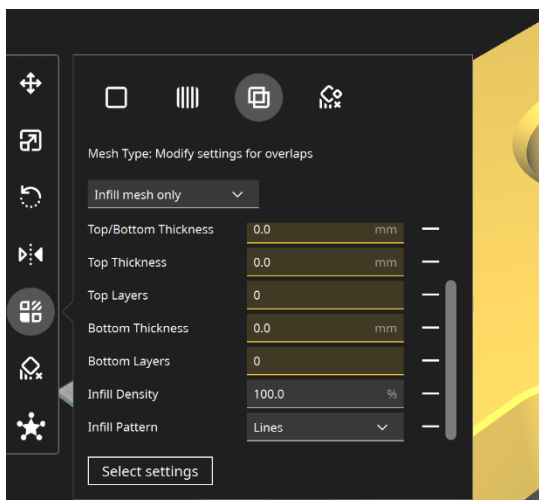 Mesh Type: Modify settings for overlaps
Infill mesh only
Top/Bottom Thickness 0.0 mm
Top Thickness 0.0 mm
Top Layers 0
Bottom Thickness 0.0 mm
Bottom Layers 0
Infill Density 100.0 %
Infill Pattern Lines
Select settings